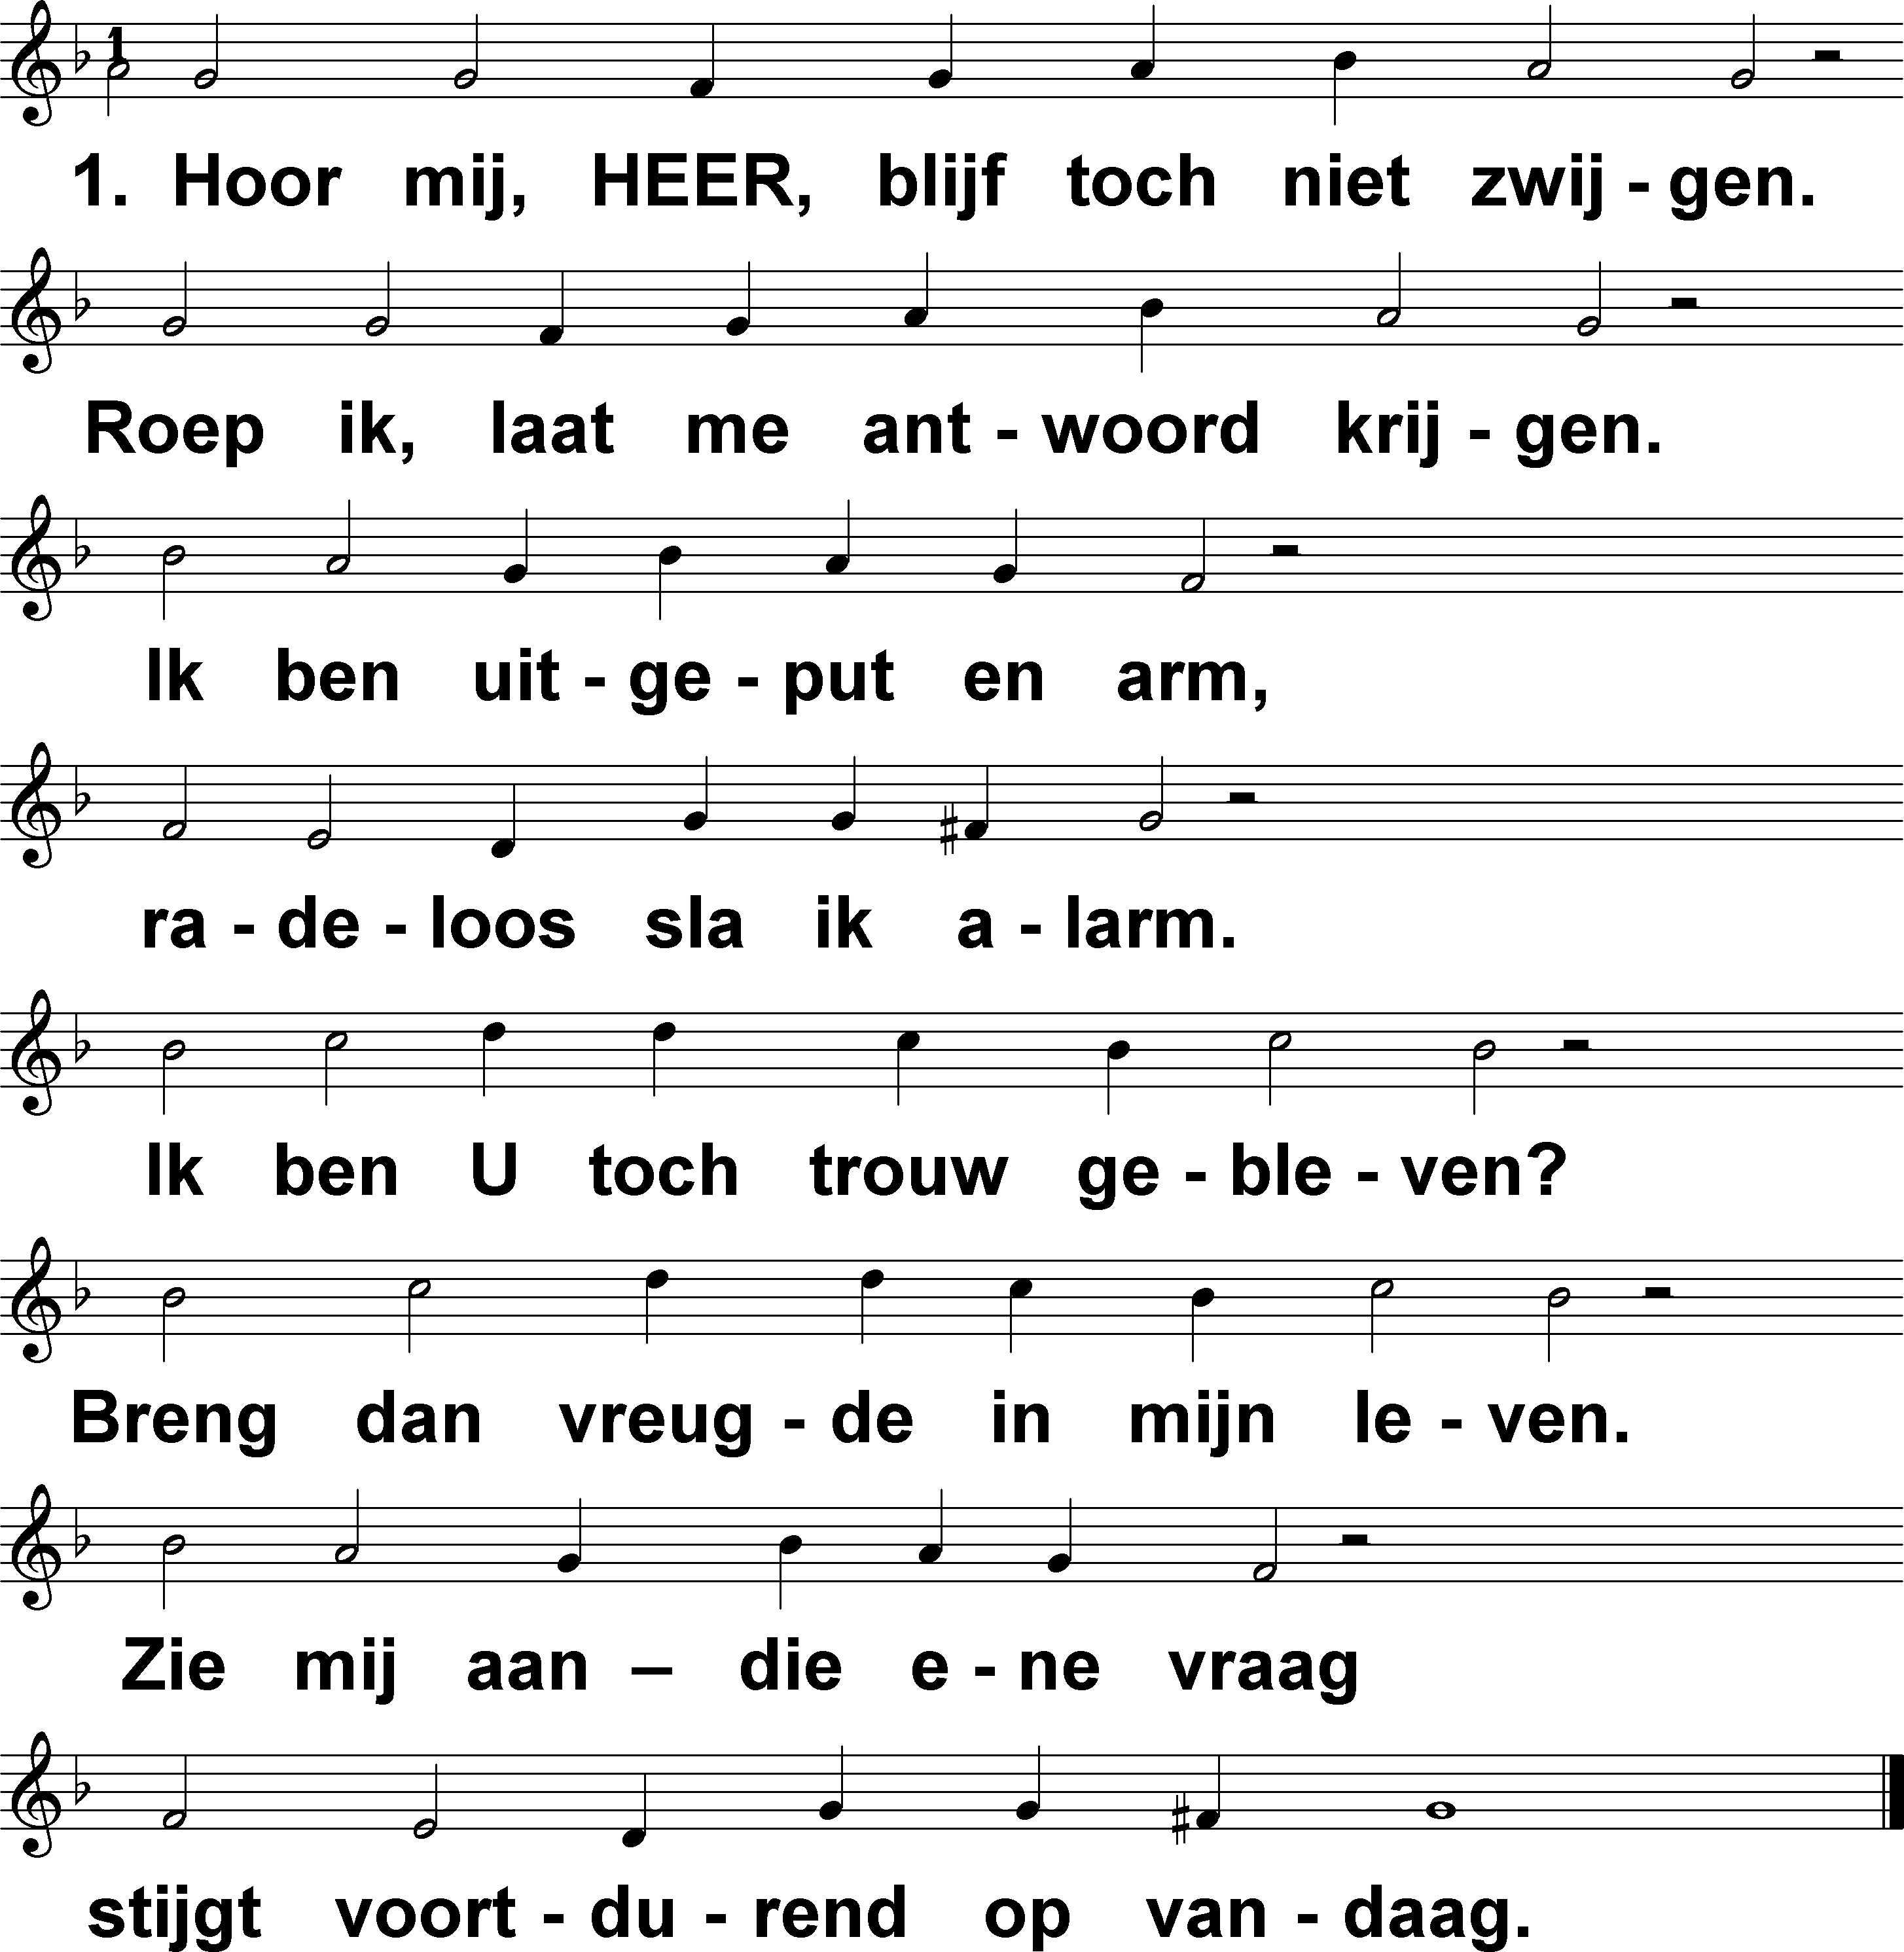 1. Hoor mij, HEER, blijf toch niet zwij - gen.
Roep ik, laat me ant - woord krij - gen.
Ik ben uit - ge - put en arm,
ra - de - loos sla ik a - larm.
Ik ben U toch trouw ge - ble - ven?
Breng dan vreug - de in mijn le - ven.
Zie mij aan – die e - ne vraag
stijgt voort - du - rend op van - daag.